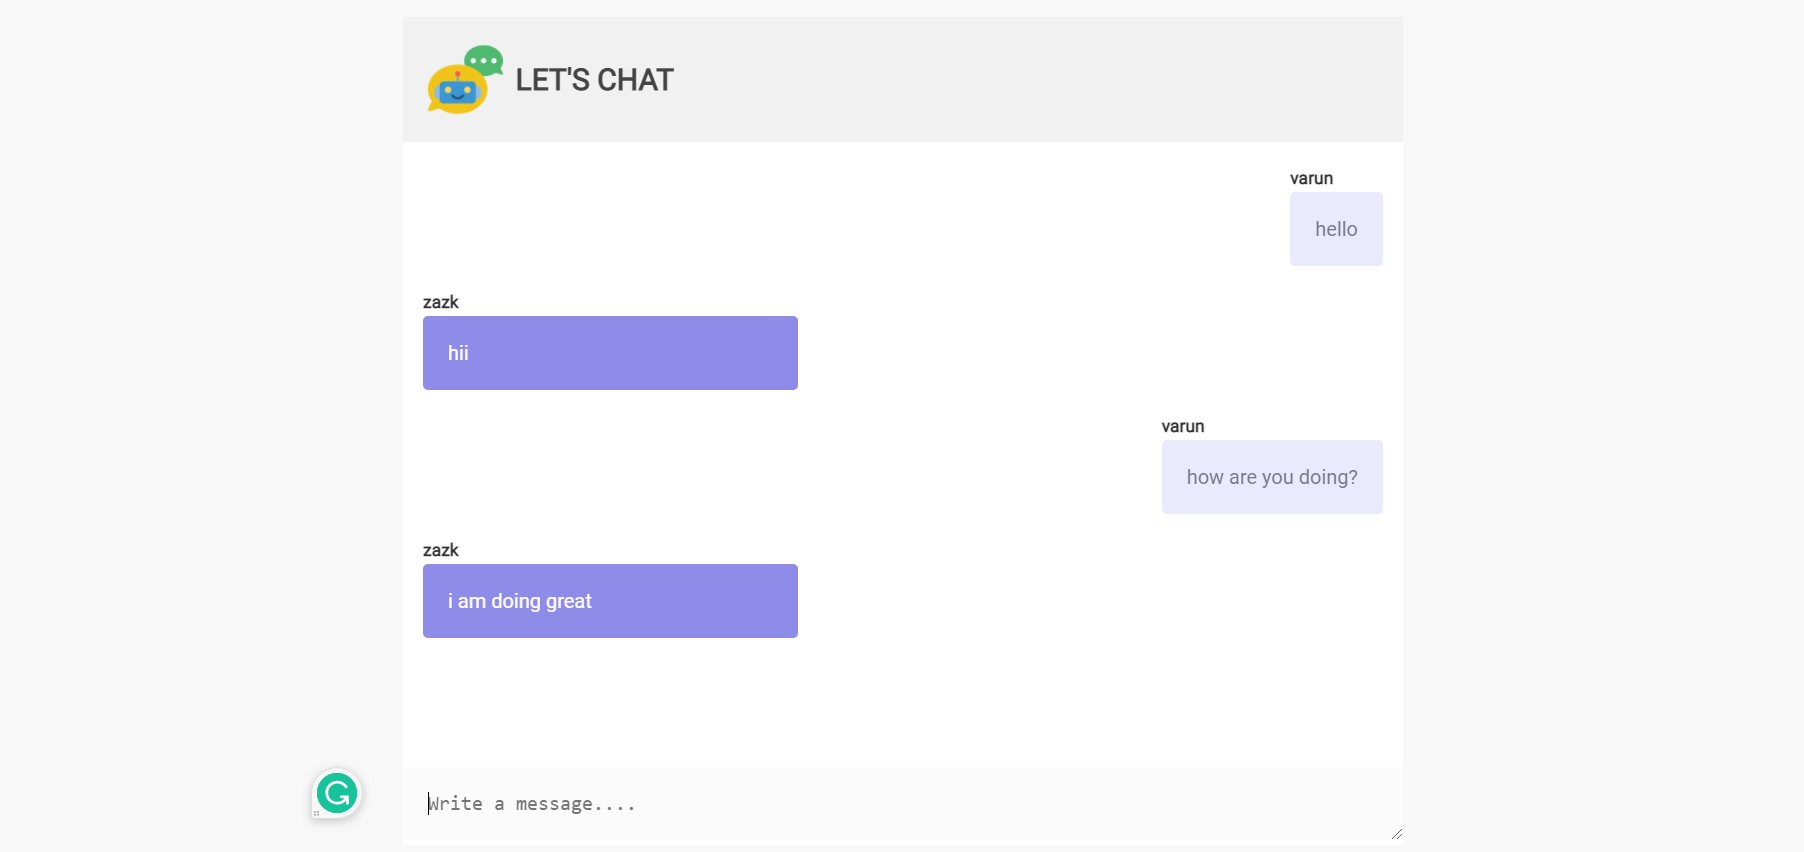 LET'S CHAT
varun
hello
zazk
hii
varun
how are you doing?
zazk
i am doing great
Write a message....